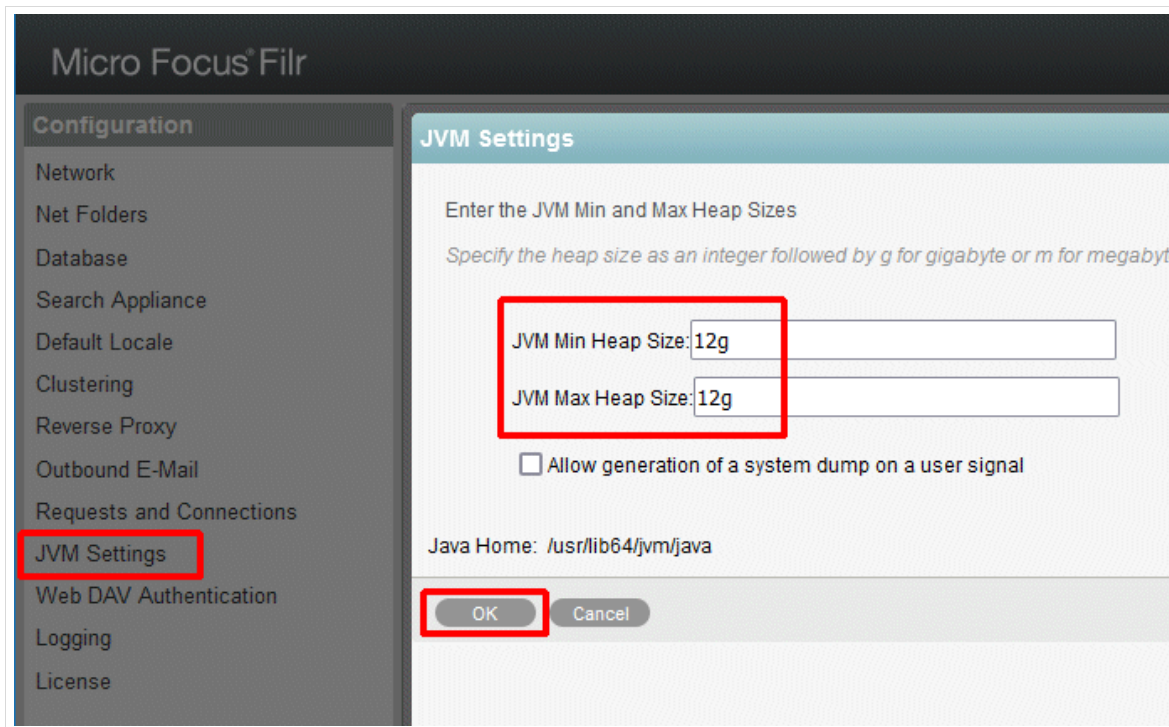 Micro Focus® Filr
Configuration
Network
Net Folders
Database
Search Appliance
Default Locale
Clustering
Reverse Proxy
Outbound E-Mail
Requests and Connections
JVM Settings
Web DAV Authentication
Logging
License
JVM Settings
Enter the JVM Min and Max Heap Sizes
Specify the heap size as an integer followed by g for gigabyte or m for megabyt
JVM Min Heap Size: 12g
JVM Max Heap Size: 12g
Allow generation of a system dump on a user signal
Java Home: /usr/lib64/jvm/java
OK Cancel